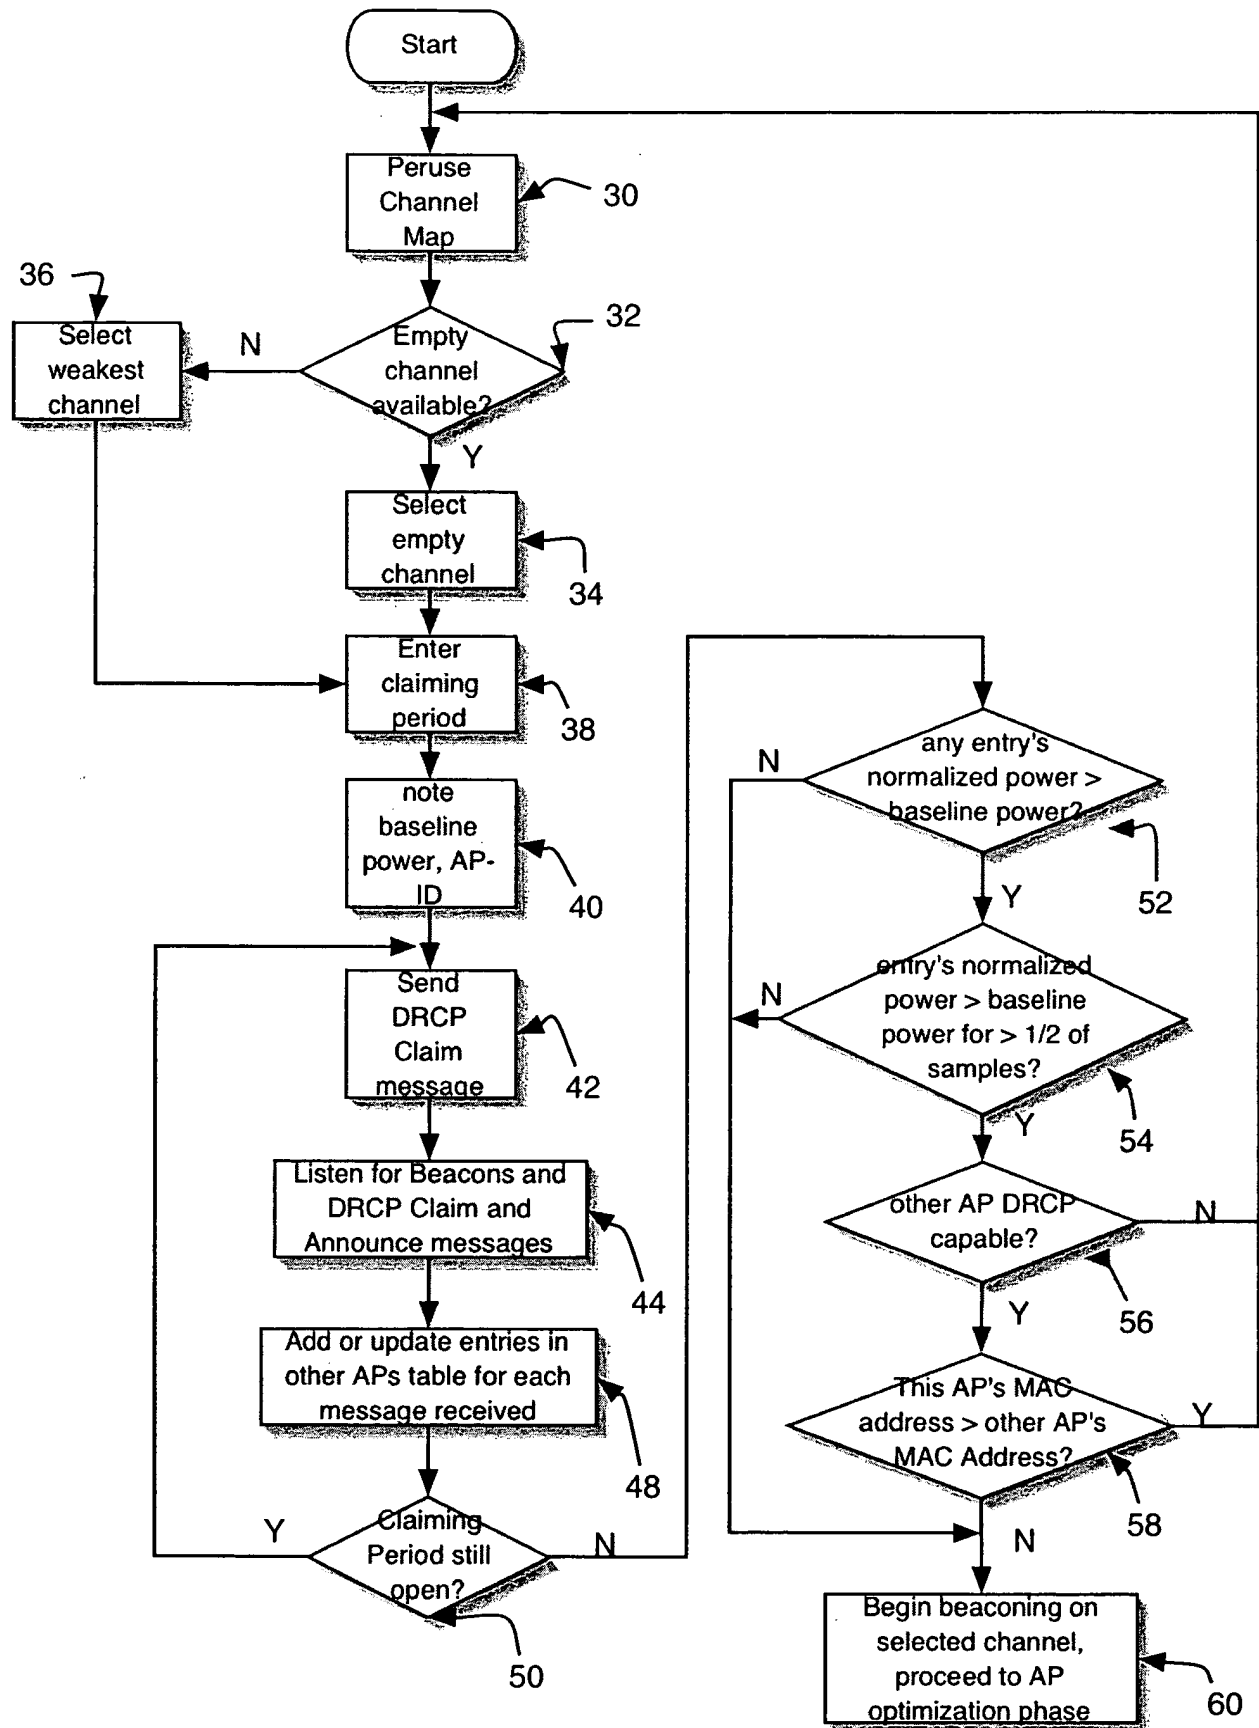 Start
Peruse
Channel
Map
30
36
Select
weakest
channel
N
Empty
channel
available?
32
Y
Select
empty
channel
34
Enter
claiming
period
38
note
baseline
power, AP-
ID
40
Send
DRCP
Claim
message
42
Listen for Beacons and
DRCP Claim and
Announce messages
44
Add or update entries in
other APs table for each
message received
48
Y
Claiming
Period still
open?
N
50
N
any entry's
normalized power >
baseline power?
52
Y
N
entry's normalized
power > baseline
power for > 1/2 of
samples?
54
Y
other AP DRCP
capable?
N
56
Y
This AP's MAC
address > other AP's
MAC Address?
Y
58
N
Begin beaconing on
selected channel,
proceed to AP
optimization phase
60